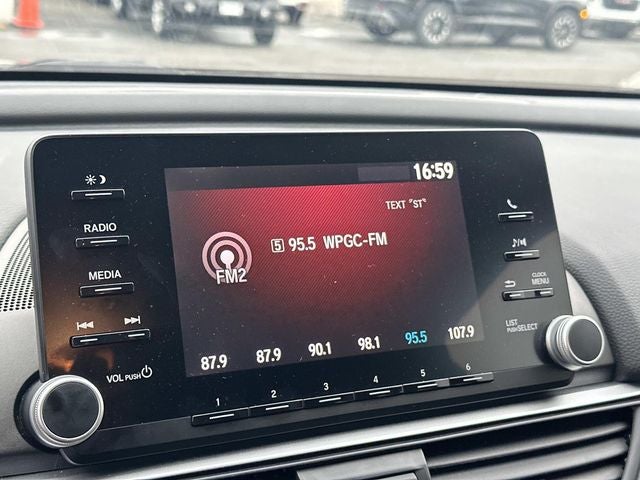 16:59
TEXT "ST"
5 95.5 WPGC-FM
FM2
87.9 87.9 90.1 98.1 95.5 107.9
RADIO
MEDIA
VOL PUSH
1 2 3 4 5 6
CLOCK
MENU
LIST
PUSH SELECT